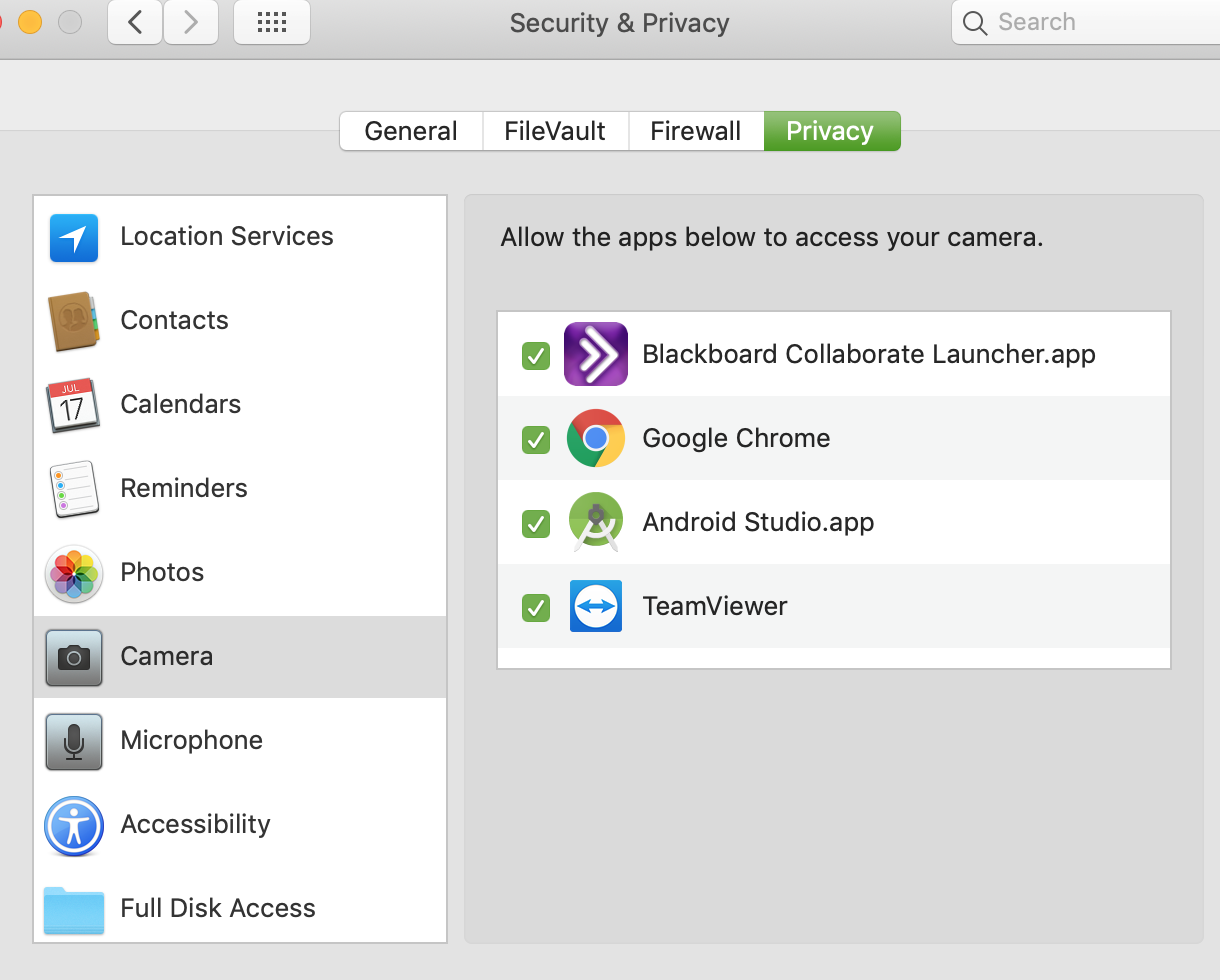 Security & Privacy
Search
General
FileVault
Firewall
Privacy
Location Services
Contacts
JUL
17
Calendars
Reminders
Photos
Camera
Microphone
Accessibility
Full Disk Access
Allow the apps below to access your camera.
Blackboard Collaborate Launcher.app
Google Chrome
Android Studio.app
TeamViewer